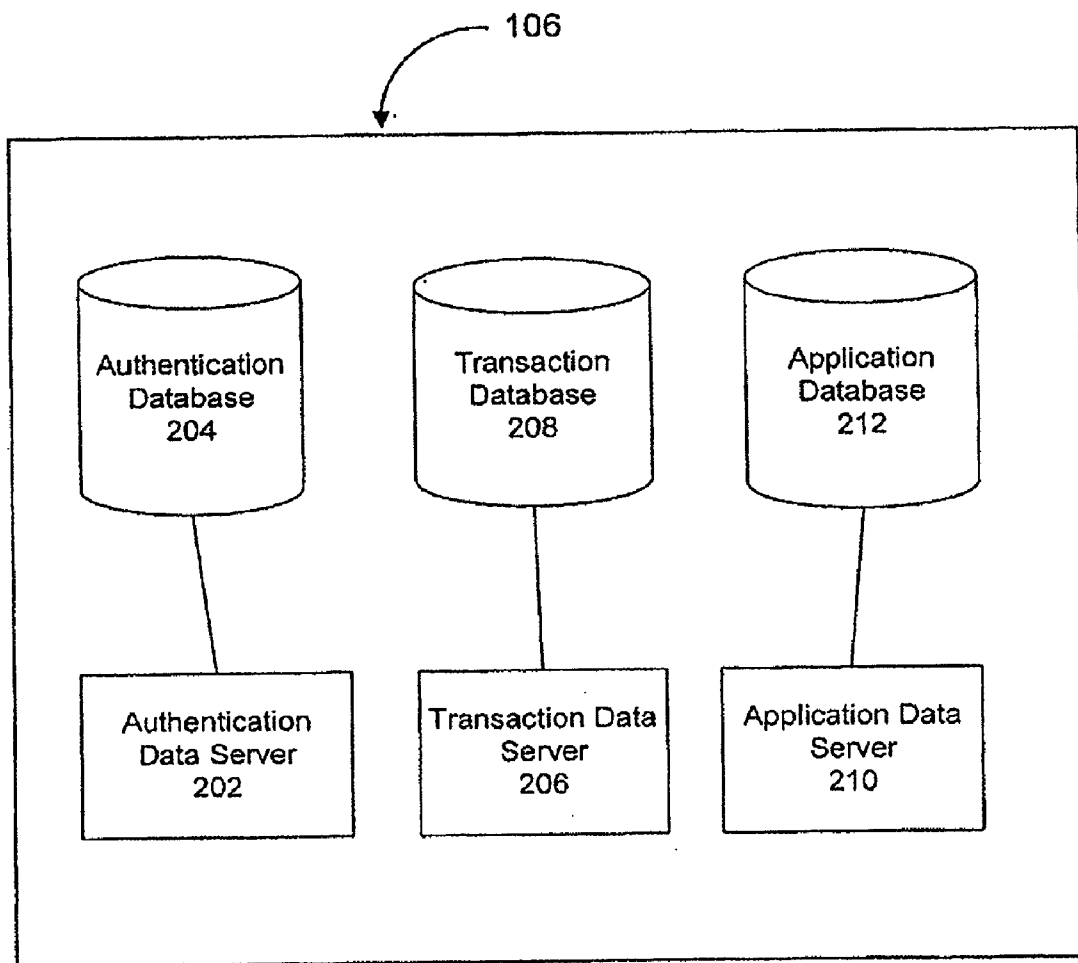 106
Authentication
Database
204
Transaction
Database
208
Application
Database
212
Authentication
Data Server
202
Transaction Data
Server
206
Application Data
Server
210